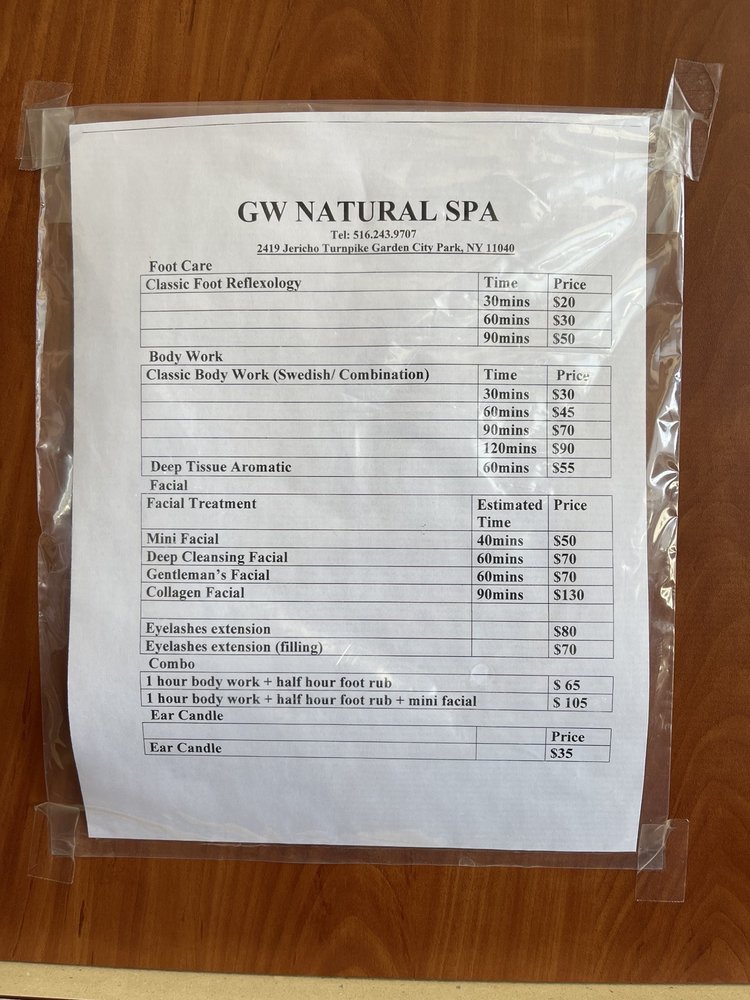 GW NATURAL SPA
Tel: 516.243.9707
2419 Jericho Turnpike Garden City Park, NY 11040
Foot Care
Classic Foot Reflexology Time Price
30mins $20
60mins $30
90mins $50
Body Work
Classic Body Work (Swedish/ Combination) Time Price
30mins $30
60mins $45
90mins $70
120mins $90
Deep Tissue Aromatic 60mins $55
Facial
Facial Treatment Estimated Price
Time
Mini Facial 40mins $50
Deep Cleansing Facial 60mins $70
Gentleman's Facial 60mins $70
Collagen Facial 90mins $130
Eyelashes extension $80
Eyelashes extension (filling) $70
Combo
1 hour body work + half hour foot rub $ 65
1 hour body work + half hour foot rub + mini facial $ 105
Ear Candle
Price
Ear Candle $35